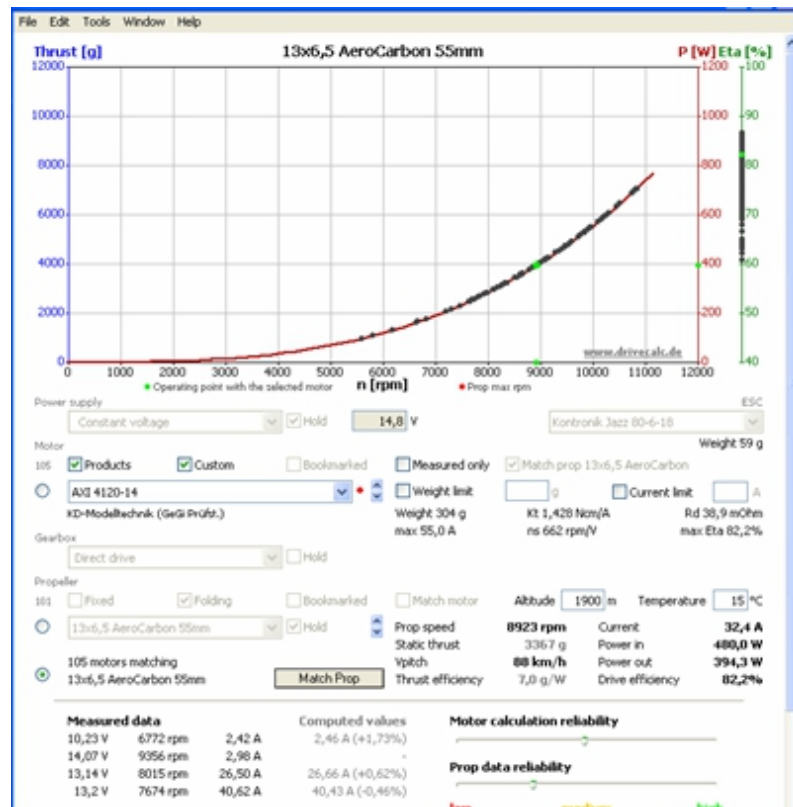 File Edit Tools Window Help
Thrust [g] 13x6,5 AeroCarbon 55mm P [W] Eta [%]
12000 1200 100
10000 1000 90
8000 800 80
6000 600 70
4000 400 60
2000 200 50
0 0 40
www.drivecalc.de
0 1000 2000 3000 4000 5000 6000 7000 8000 9000 10000 11000 12000
Operating point with the selected motor n [rpm] Prop max rpm
Power supply ESC
Constant voltage Hold 14,8 V Kontronik Jazz 80-6-18
Motor Weight 59 g
105 Products Custom Bookmarked Measured only Match prop 13x6,5 AeroCarbon
AXI 4120-14 Weight limit g Current limit A
KD-Modelltechnik (GeGi Prüfst.) Weight 304 g Kt 1,428 Ncm/A Rd 38,9 mOhm
max 55,0 A ns 662 rpm/V max Eta 82,2%
Gearbox
Direct drive Hold
Propeller
101 Fixed Folding Bookmarked Match motor Altitude 1900 m Temperature 15 °C
13x6,5 AeroCarbon 55mm Hold Prop speed 8923 rpm Current 32,4 A
Static thrust 3367 g Power in 480,0 W
105 motors matching Vpitch 88 km/h Power out 394,3 W
13x6,5 AeroCarbon 55mm Match Prop Thrust efficiency 7,0 g/W Drive efficiency 82,2%
Measured data Computed values Motor calculation reliability
10,23 V 6772 rpm 2,42 A 2,46 A (+1,73%)
14,07 V 9356 rpm 2,98 A -
13,14 V 8015 rpm 26,50 A 26,66 A (+0,62%) Prop data reliability
13,2 V 7674 rpm 40,62 A 40,43 A (-0,46%)